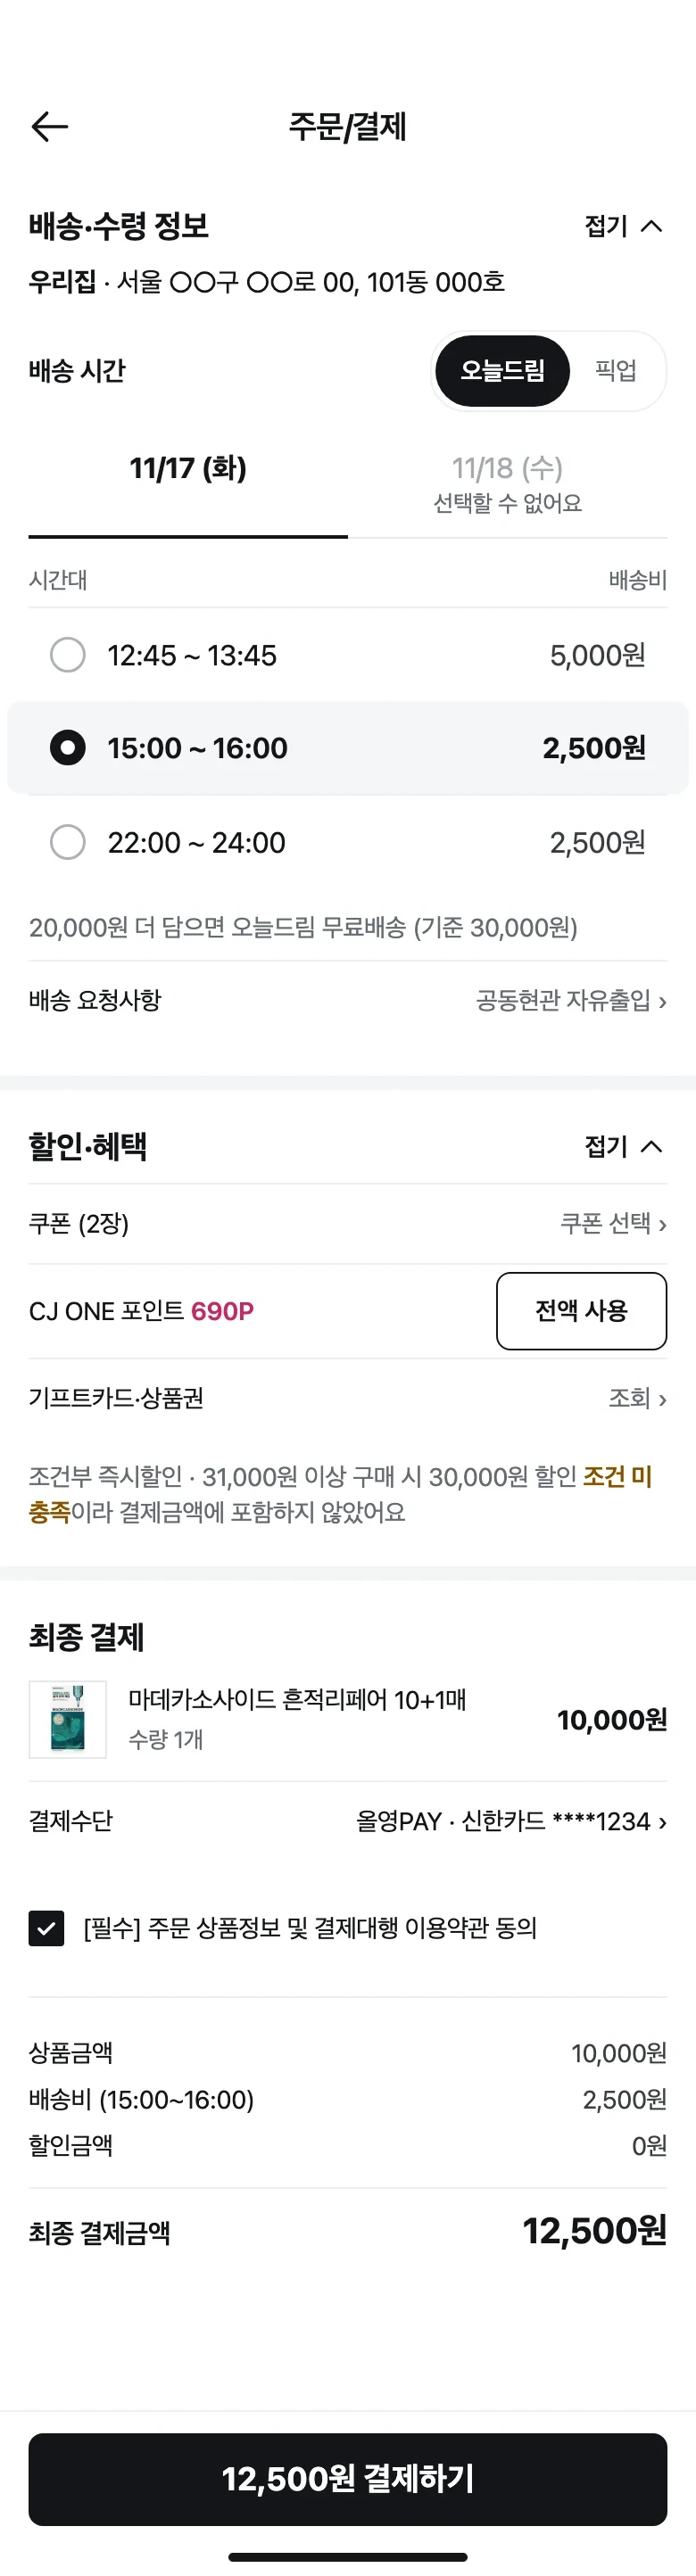 주문/결제
배송·수령 정보
접기
우리집 · 서울 〇〇구 〇〇로 00, 101동 000호
배송 시간
오늘드림
픽업
11/17 (화)
11/18 (수)
선택할 수 없어요
시간대
배송비
12:45 ~ 13:45
5,000원
15:00 ~ 16:00
2,500원
22:00 ~ 24:00
2,500원
20,000원 더 담으면 오늘드림 무료배송 (기준 30,000원)
배송 요청사항
공동현관 자유출입 ›
할인·혜택
접기
쿠폰 (2장)
쿠폰 선택 ›
CJ ONE 포인트 690P
전액 사용
기프트카드·상품권
조회 ›
조건부 즉시할인 · 31,000원 이상 구매 시 30,000원 할인 조건 미
충족이라 결제금액에 포함하지 않았어요
최종 결제
마데카소사이드 흔적리페어 10+1매
수량 1개
10,000원
결제수단
올영PAY · 신한카드 ****1234 ›
[필수] 주문 상품정보 및 결제대행 이용약관 동의
상품금액
10,000원
배송비 (15:00~16:00)
2,500원
할인금액
0원
최종 결제금액
12,500원
12,500원 결제하기